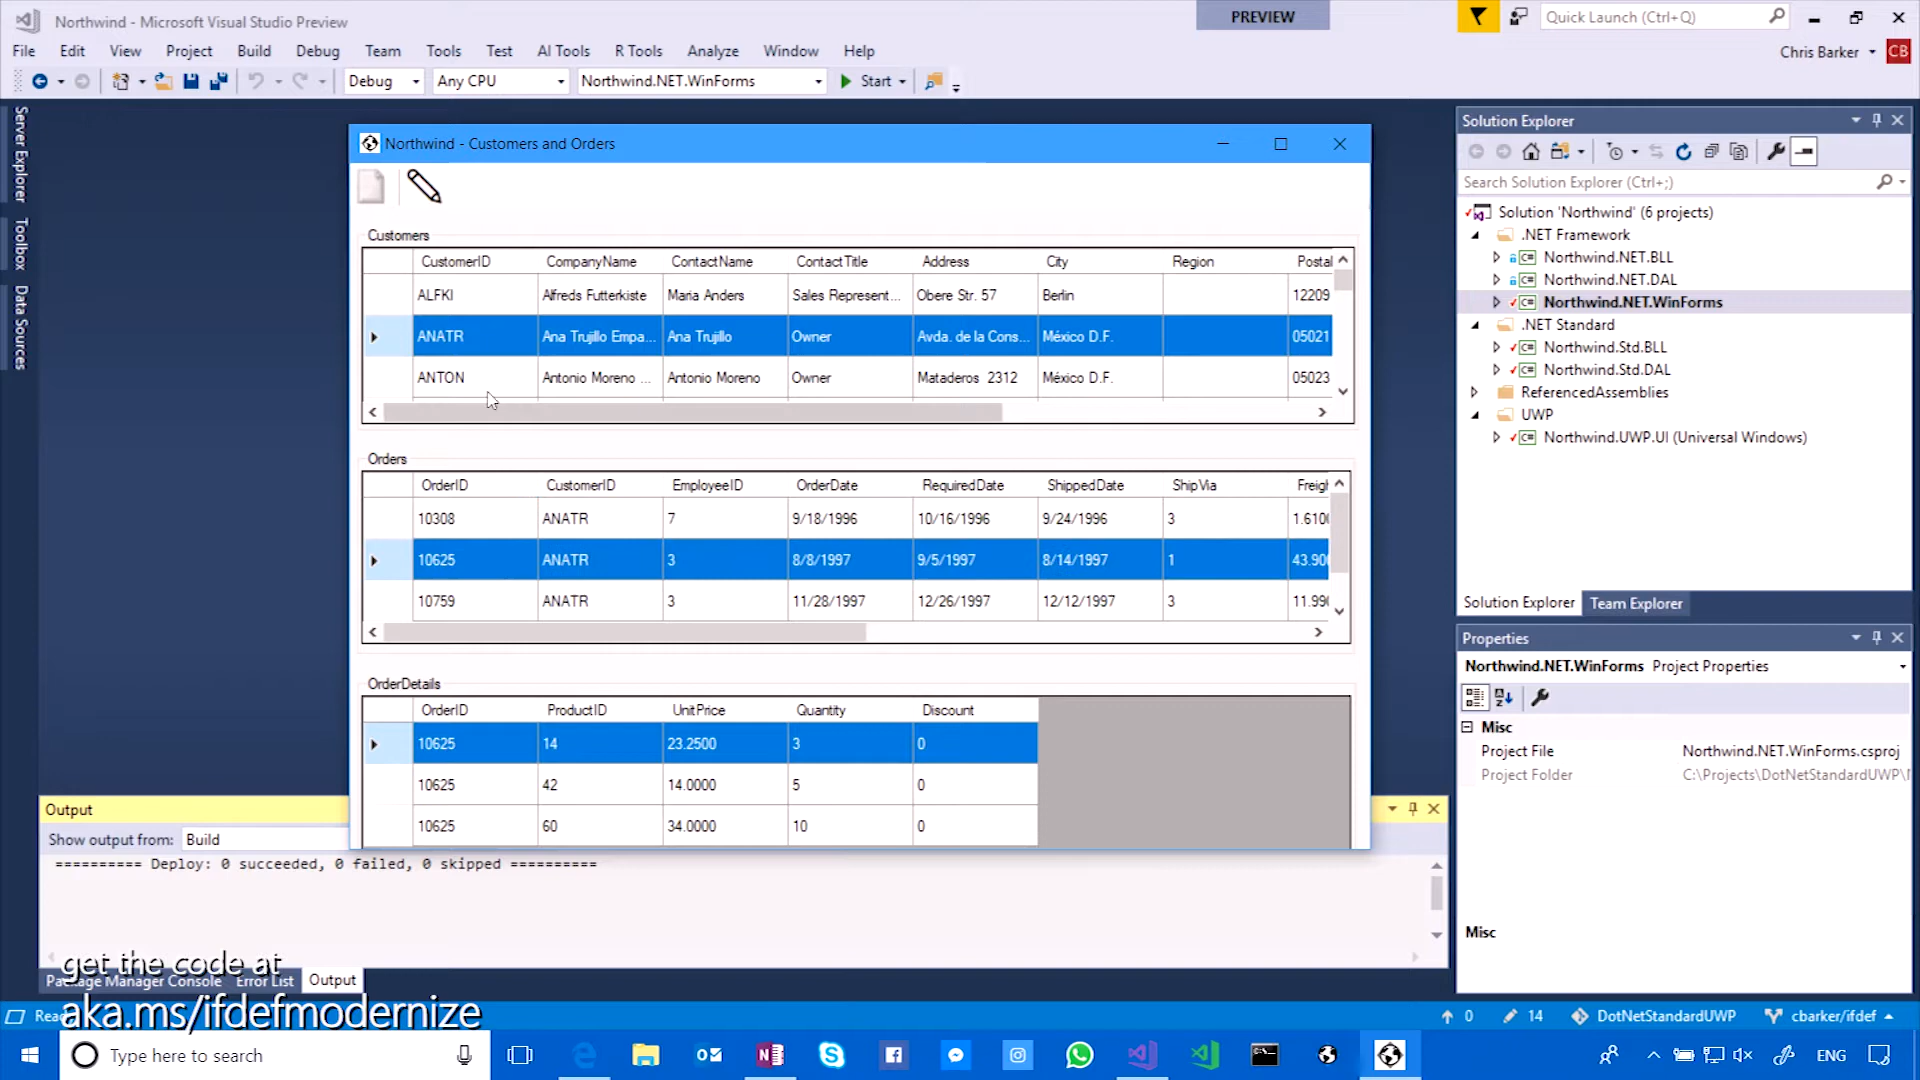 Northwind - Microsoft Visual Studio Preview
PREVIEW
Quick Launch (Ctrl+Q)
File Edit View Project Build Debug Team Tools Test AI Tools R Tools Analyze Window Help
Chris Barker CB
Debug Any CPU Northwind.NET.WinForms Start
Server Explorer
Toolbox
Data Sources
Northwind - Customers and Orders
Customers
CustomerID CompanyName ContactName ContactTitle Address City Region Postal
ALFKI Alfreds Futterkiste Maria Anders Sales Represent... Obere Str. 57 Berlin 12209
ANATR Ana Trujillo Empa... Ana Trujillo Owner Avda. de la Cons... México D.F. 05021
ANTON Antonio Moreno ... Antonio Moreno Owner Mataderos 2312 México D.F. 05023
Orders
OrderID CustomerID EmployeeID OrderDate RequiredDate ShippedDate ShipVia Freigh
10308 ANATR 7 9/18/1996 10/16/1996 9/24/1996 3 1.610
10625 ANATR 3 8/8/1997 9/5/1997 8/14/1997 1 43.900
10759 ANATR 3 11/28/1997 12/26/1997 12/12/1997 3 11.990
OrderDetails
OrderID ProductID UnitPrice Quantity Discount
10625 14 23.2500 3 0
10625 42 14.0000 5 0
10625 60 34.0000 10 0
Solution Explorer
Search Solution Explorer (Ctrl+;)
Solution 'Northwind' (6 projects)
.NET Framework
Northwind.NET.BLL
Northwind.NET.DAL
Northwind.NET.WinForms
.NET Standard
Northwind.Std.BLL
Northwind.Std.DAL
ReferencedAssemblies
UWP
Northwind.UWP.UI (Universal Windows)
Solution Explorer Team Explorer
Properties
Northwind.NET.WinForms Project Properties
Misc
Project File Northwind.NET.WinForms.csproj
Project Folder C:\Projects\DotNetStandardUWP\
Misc
Output
Show output from: Build
========== Deploy: 0 succeeded, 0 failed, 0 skipped ==========
get the code at
Package Manager Console Error List Output
aka.ms/ifdefmodernize
Ready 0 14 DotNetStandardUWP cbarker/ifdef
Type here to search
ENG